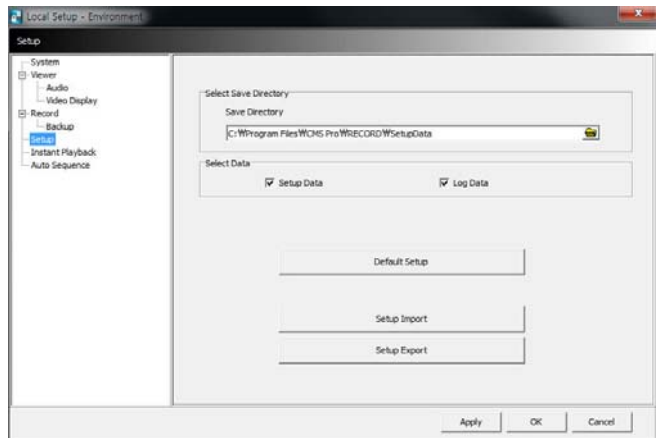 Local Setup - Environment
Setup
System
Viewer
Audio
Video Display
Record
Backup
Setup
Instant Playback
Auto Sequence
Select Save Directory
Save Directory
C:₩Program Files₩CMS Pro₩RECORD₩SetupData
Select Data
Setup Data
Log Data
Default Setup
Setup Import
Setup Export
Apply
OK
Cancel